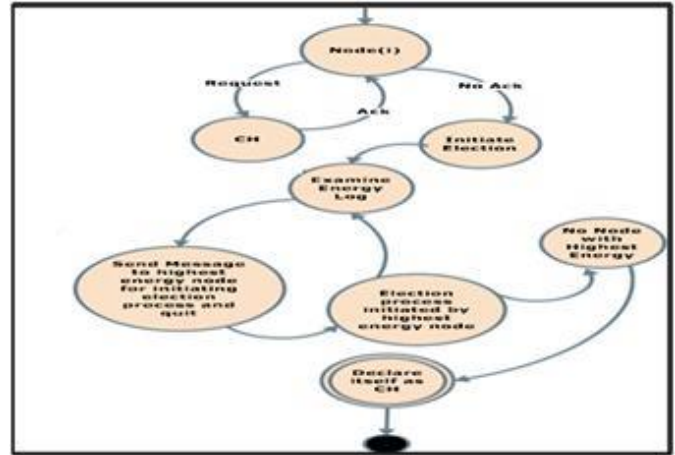 Node(i)
Request
No Ack
Ack
CH
Initiate
Election
Examine
Energy
Log
No Node
with
Highest
Energy
Send Message
to highest
energy node
for initiating
election
process and
quit
Election
process
initiated by
highest
energy node
Declare
itself as
CH